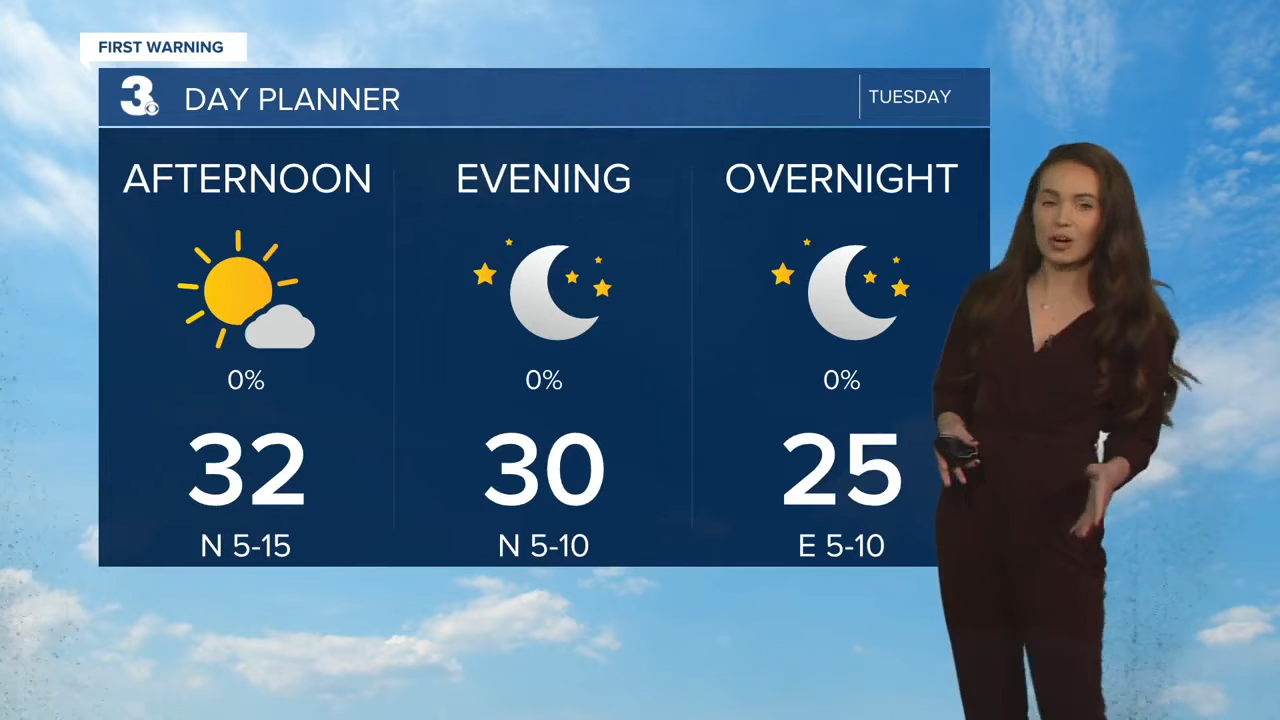 FIRST WARNING
3 DAY PLANNER
TUESDAY
AFTERNOON
EVENING
OVERNIGHT
0%
0%
0%
32
30
25
N 5-15
N 5-10
E 5-10